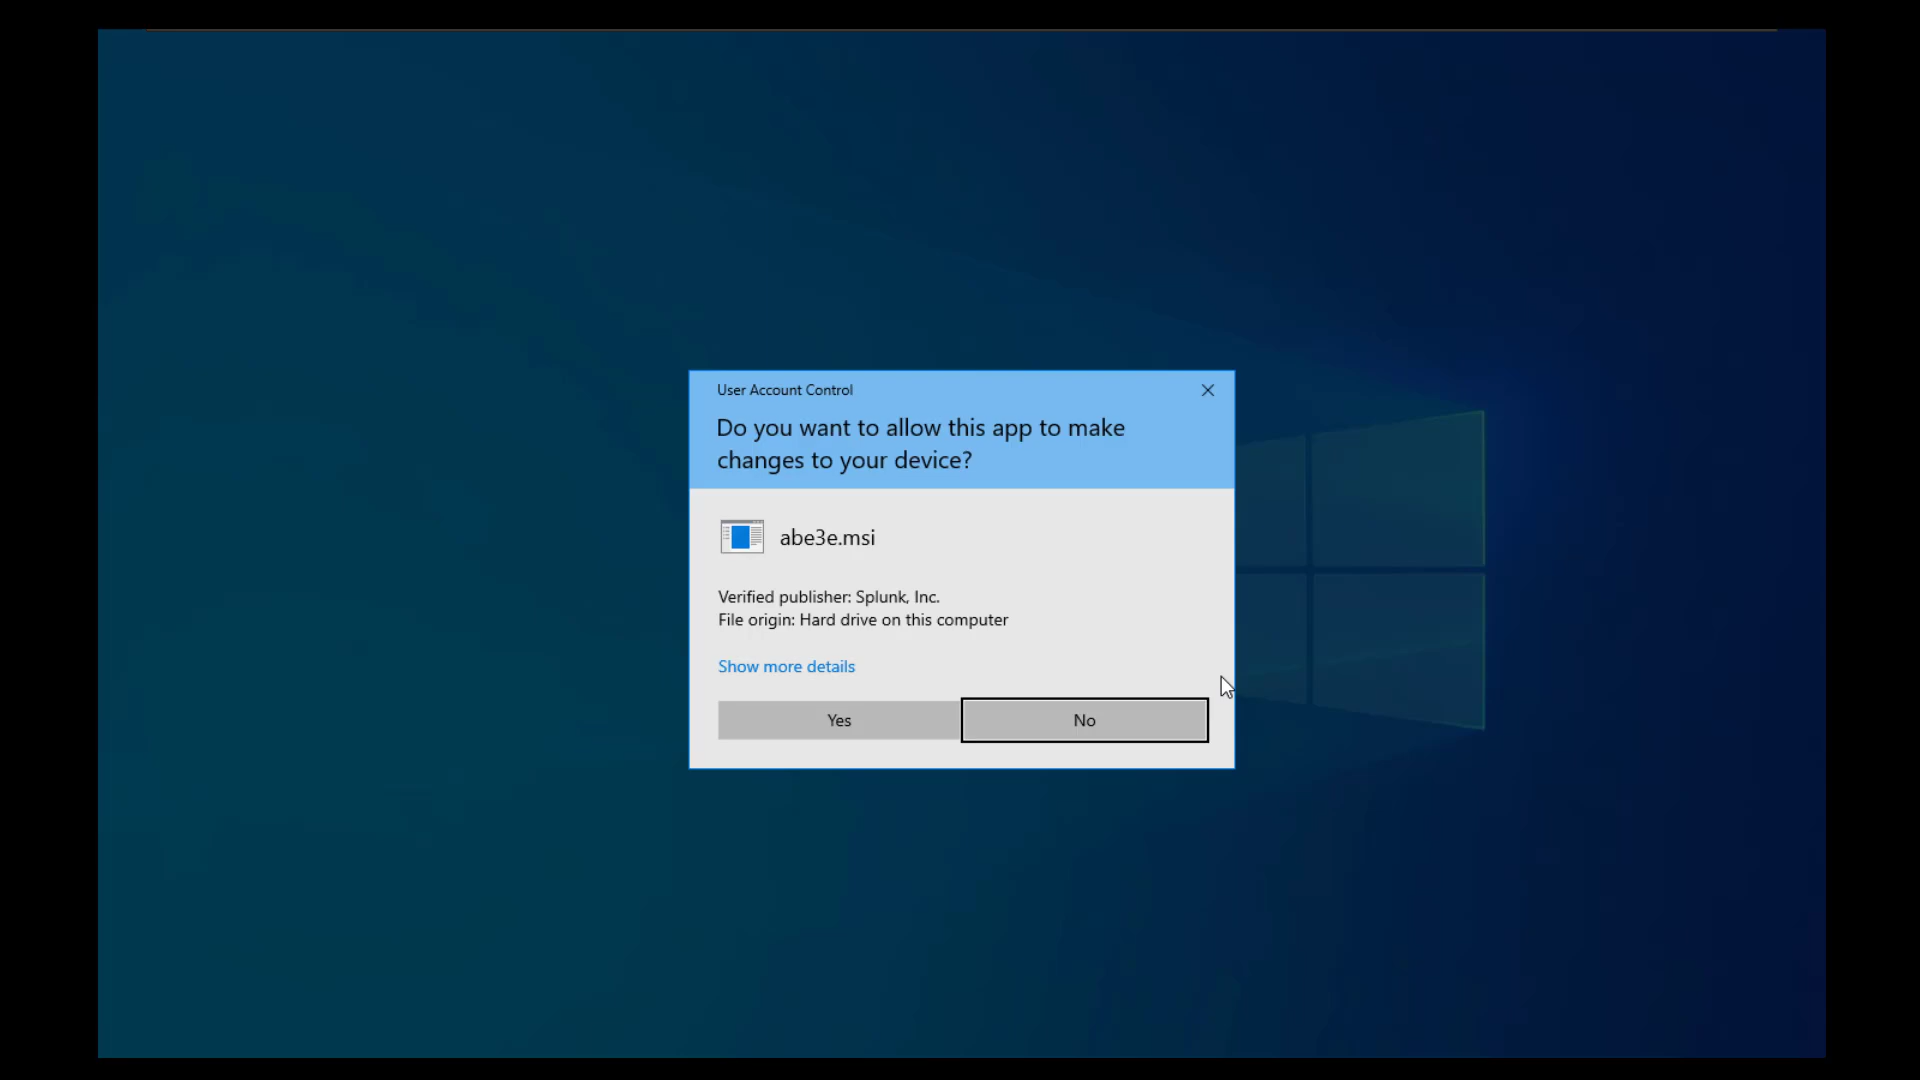 User Account Control
Do you want to allow this app to make
changes to your device?
abe3e.msi
Verified publisher: Splunk, Inc.
File origin: Hard drive on this computer
Show more details
Yes
No